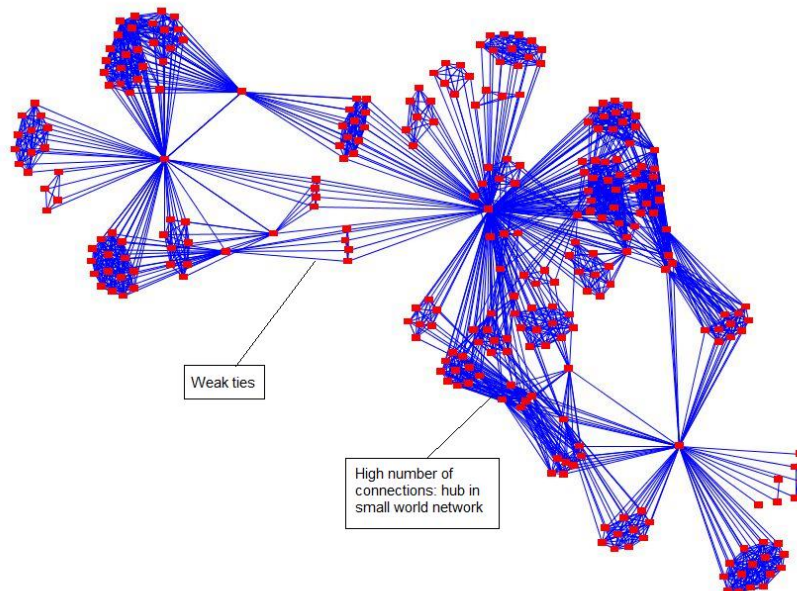 Weak ties
High number of
connections: hub in
small world network